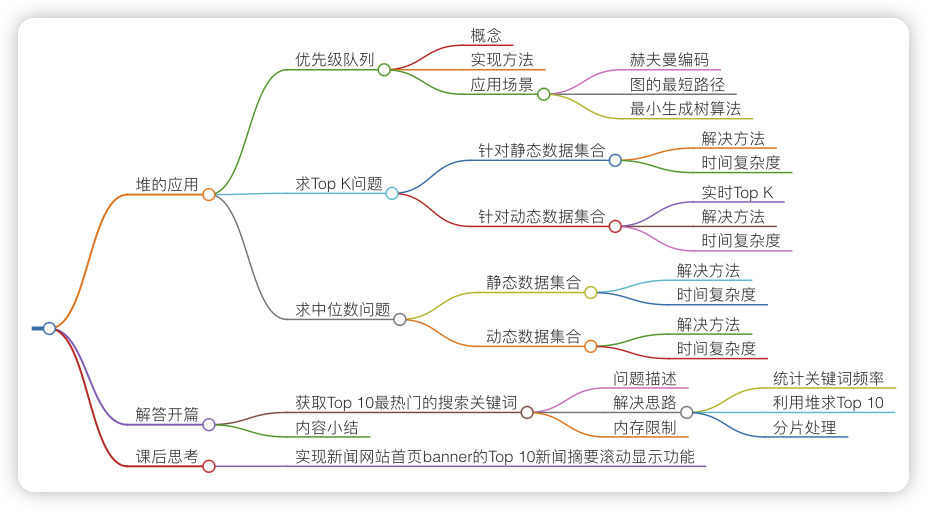 堆的应用
优先级队列
概念
实现方法
应用场景
赫夫曼编码
图的最短路径
最小生成树算法
求Top K问题
针对静态数据集合
解决方法
时间复杂度
针对动态数据集合
实时Top K
解决方法
时间复杂度
求中位数问题
静态数据集合
解决方法
时间复杂度
动态数据集合
解决方法
时间复杂度
解答开篇
获取Top 10最热门的搜索关键词
问题描述
解决思路
统计关键词频率
利用堆求Top 10
分片处理
内存限制
内容小结
课后思考
实现新闻网站首页banner的Top 10新闻摘要滚动显示功能